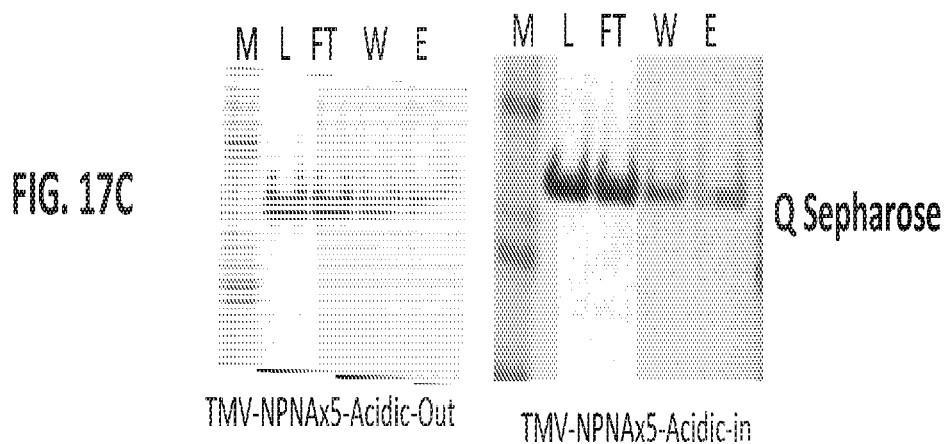 M L FT W E
M L FT W E
FIG. 17C
Q Sepharose
TMV-NPNAx5-Acidic-Out
TMV-NPNAx5-Acidic-in